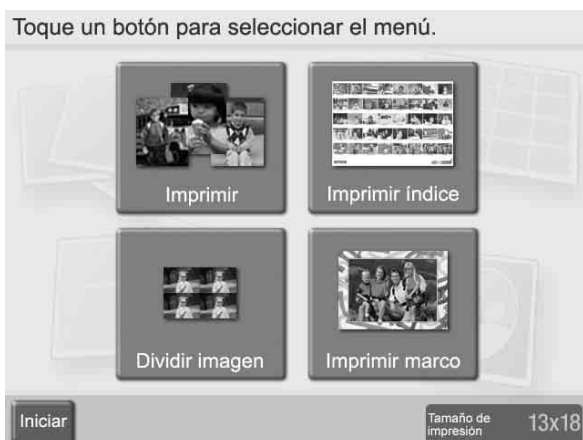 Toque un botón para seleccionar el menú.
Imprimir
Imprimir índice
Dividir imagen
Imprimir marco
Iniciar
Tamaño de
impresión
13x18